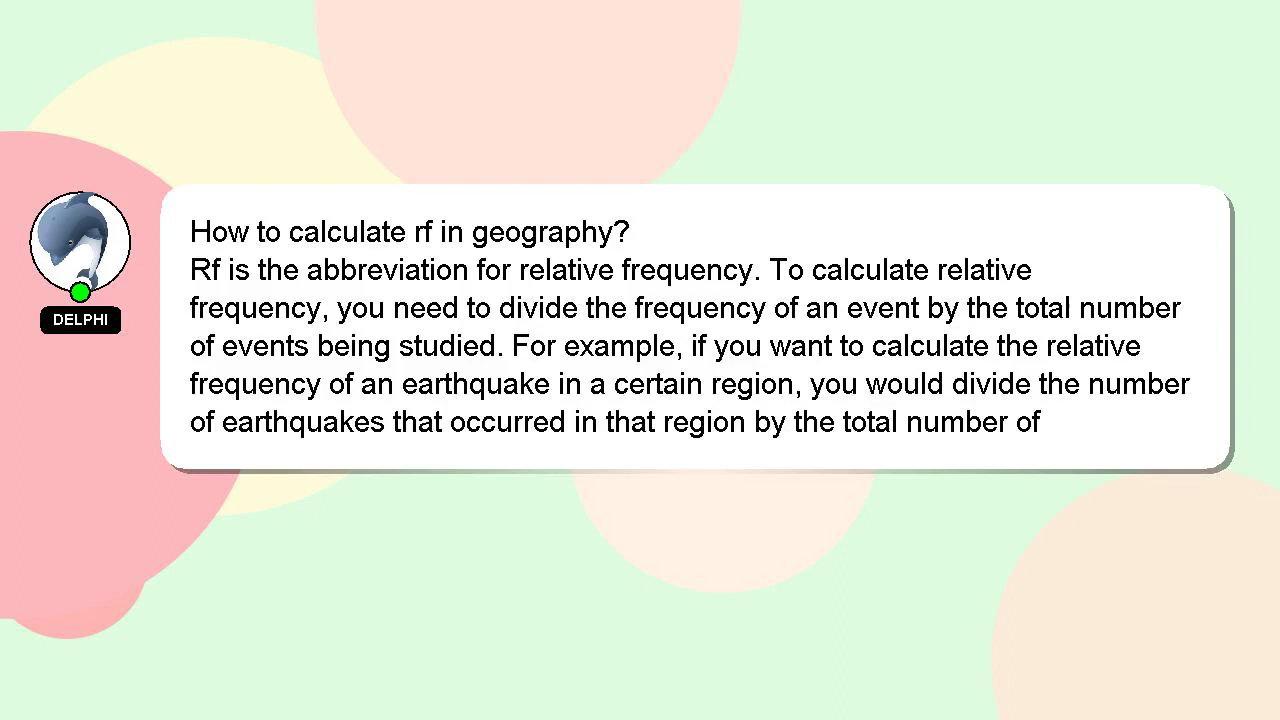 How to calculate rf in geography?
Rf is the abbreviation for relative frequency. To calculate relative
frequency, you need to divide the frequency of an event by the total number
of events being studied. For example, if you want to calculate the relative
frequency of an earthquake in a certain region, you would divide the number
of earthquakes that occurred in that region by the total number of
DELPHI